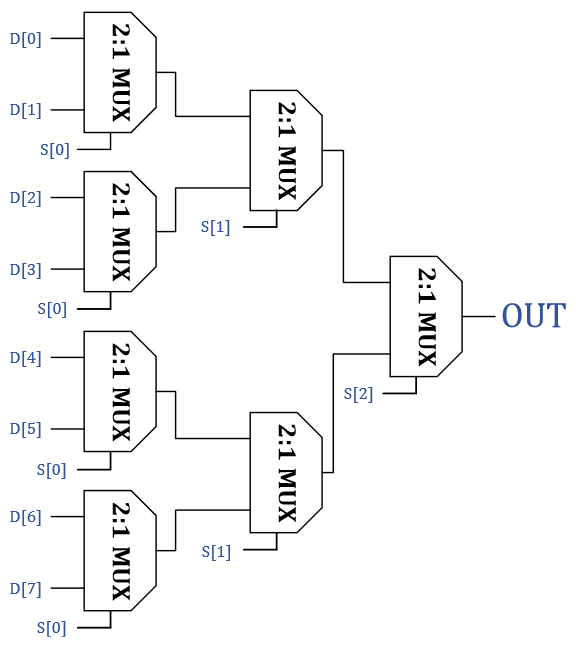 D[0]
2:1 MUX
D[1]
S[0]
D[2]
2:1 MUX
D[3]
S[0]
2:1 MUX
S[1]
D[4]
2:1 MUX
D[5]
S[0]
D[6]
2:1 MUX
D[7]
S[0]
2:1 MUX
S[1]
2:1 MUX
S[2]
OUT